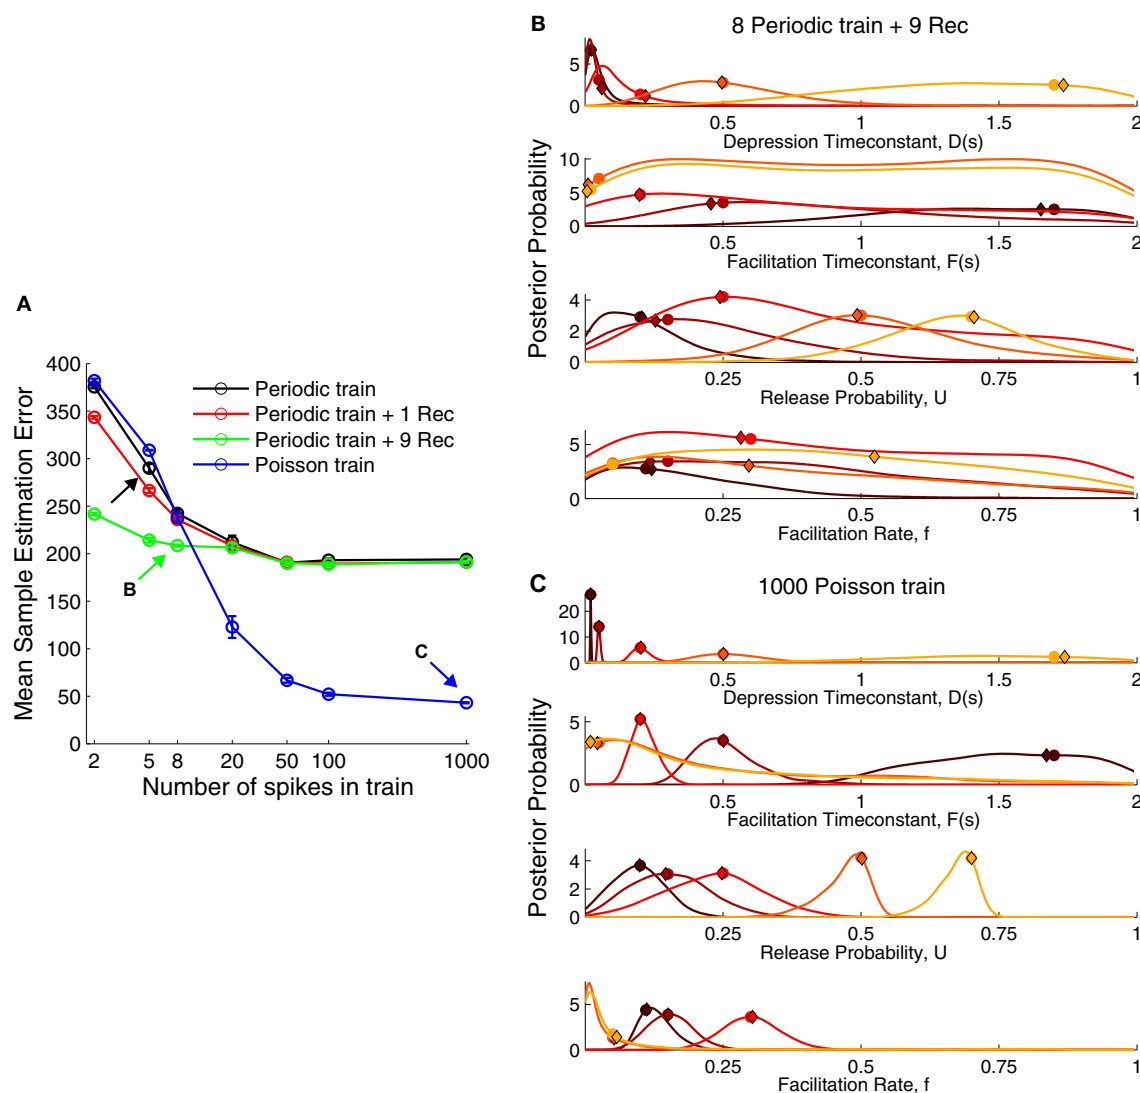 A
Mean Sample Estimation Error
400
350
300
250
200
150
100
50
0
Periodic train
Periodic train + 1 Rec
Periodic train + 9 Rec
Poisson train
B
C
2 5 8 20 50 100 1000
Number of spikes in train
B
8 Periodic train + 9 Rec
Posterior Probability
5
0
0.5 1 1.5 2
Depression Timeconstant, D(s)
10
5
0
0.5 1 1.5 2
Facilitation Timeconstant, F(s)
4
2
0
0.25 0.5 0.75 1
Release Probability, U
5
0
0.25 0.5 0.75 1
Facilitation Rate, f
C
1000 Poisson train
Posterior Probability
20
10
0
0.5 1 1.5 2
Depression Timeconstant, D(s)
5
0
0.5 1 1.5 2
Facilitation Timeconstant, F(s)
4
2
0
0.25 0.5 0.75 1
Release Probability, U
5
0
0.25 0.5 0.75 1
Facilitation Rate, f